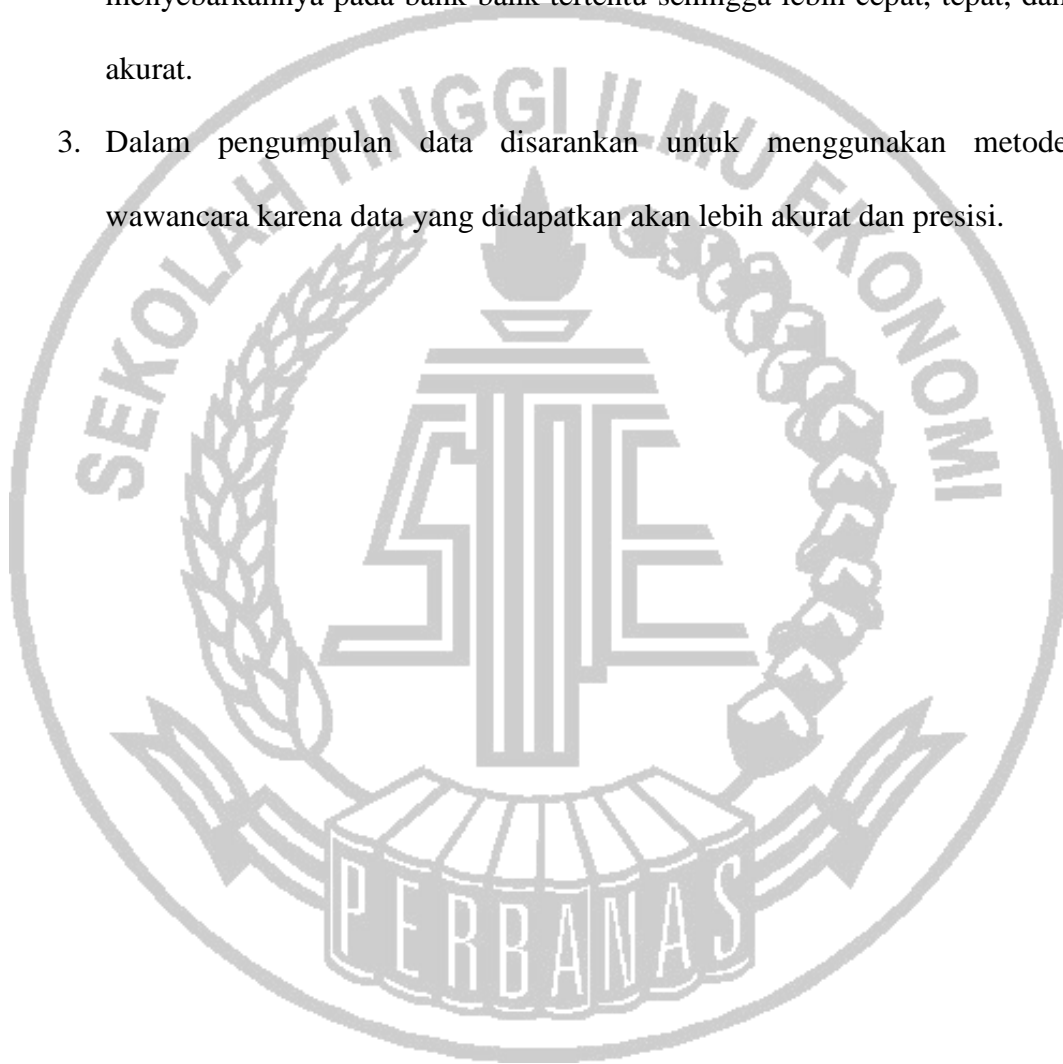 menyebarkannya pada bank-bank tertentu sehingga lebih cepat, tepat, dan
akurat.
3. Dalam pengumpulan data disarankan untuk menggunakan metode
wawancara karena data yang didapatkan akan lebih akurat dan presisi.
SEKOLAH TINGGI ILMU EKONOMI
PERBANAS